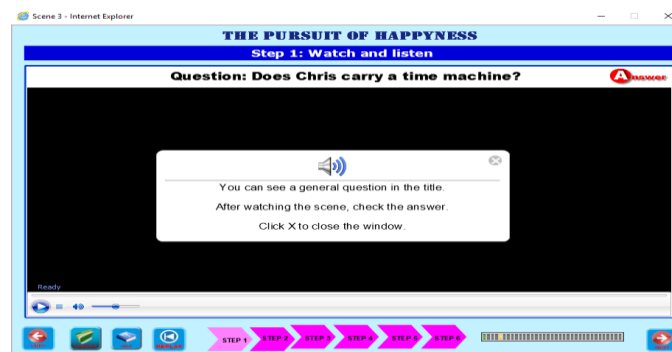 Scene 3 - Internet Explorer
THE PURSUIT OF HAPPYNESS
Step 1: Watch and listen
Question: Does Chris carry a time machine?
Answer
You can see a general question in the title.
After watching the scene, check the answer.
Click X to close the window.
Ready
REPLAY
STEP 1 STEP 2 STEP 3 STEP 4 STEP 5 STEP 6